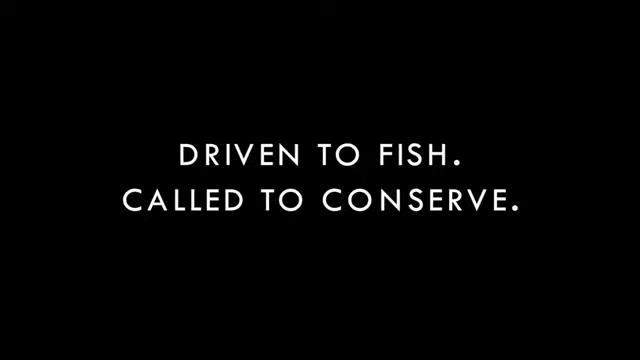 DRIVEN TO FISH.
CALLED TO CONSERVE.